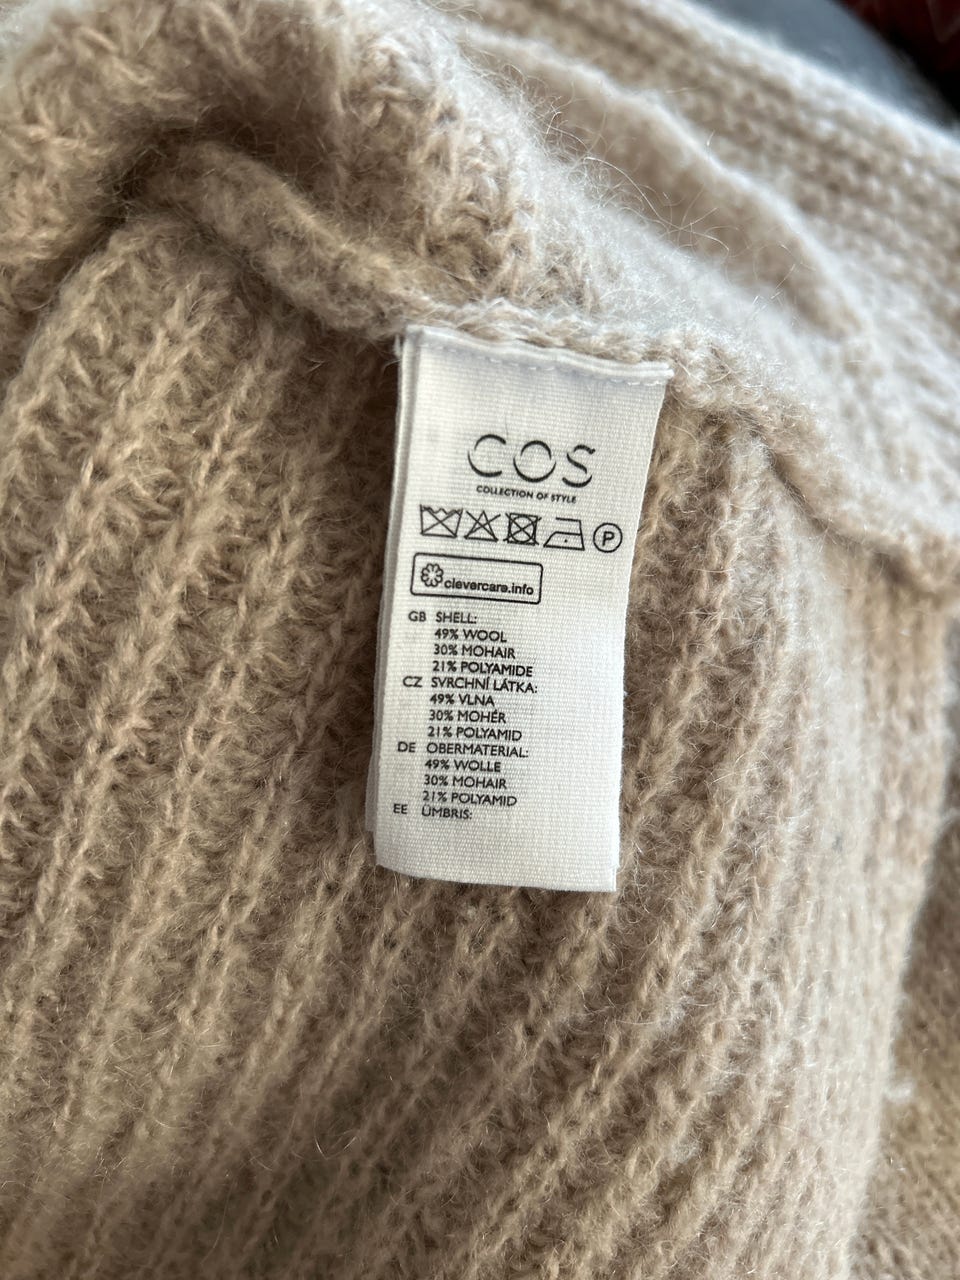 COS
COLLECTION OF STYLE
P
clevercare.info
GB SHELL:
49% WOOL
30% MOHAIR
21% POLYAMIDE
CZ SVRCHNÍ LÁTKA:
49% VLNA
30% MOHÉR
21% POLYAMID
DE OBERMATERIAL:
49% WOLLE
30% MOHAIR
21% POLYAMID
EE ÜMBRIS: